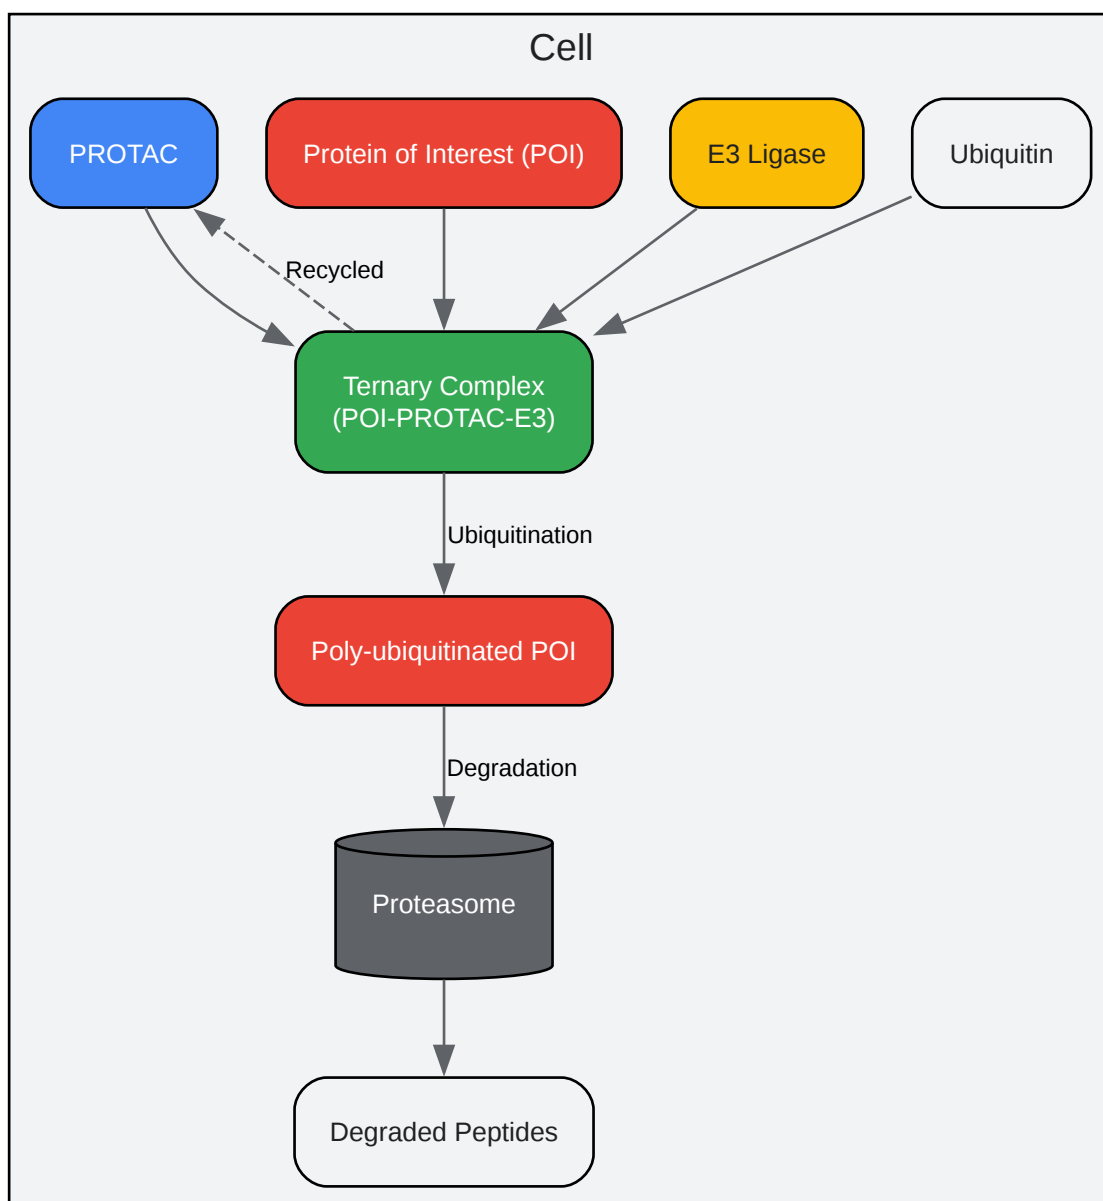 Cell
PROTAC
Protein of Interest (POI)
E3 Ligase
Ubiquitin
Recycled
Ternary Complex
(POI-PROTAC-E3)
Ubiquitination
Poly-ubiquitinated POI
Degradation
Proteasome
Degraded Peptides